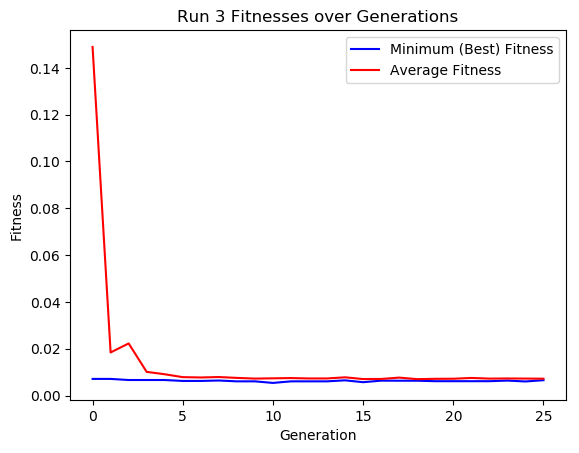 Run 3 Fitnesses over Generations
Minimum (Best) Fitness
Average Fitness
0.14
0.12
0.10
0.08
0.06
0.04
0.02
0.00
Fitness
0 5 10 15 20 25
Generation